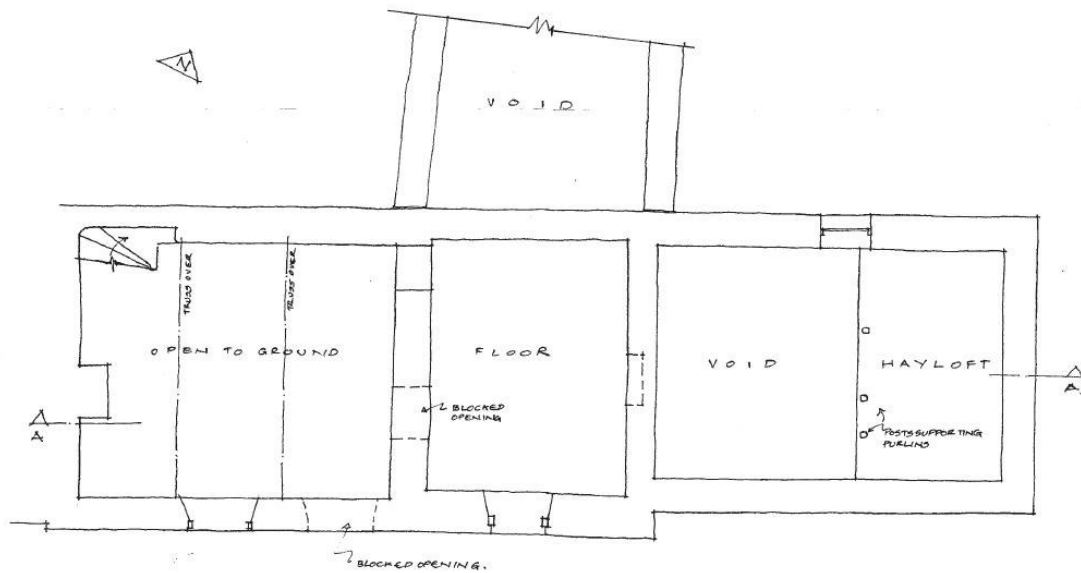 N
VOID
TRUSS OVER
TRUSS OVER
OPEN TO GROUND FLOOR
VOID
HAYLOFT
BLOCKED
OPENING
POSTS SUPPORTING
PURLINS
A
A
BLOCKED OPENING.